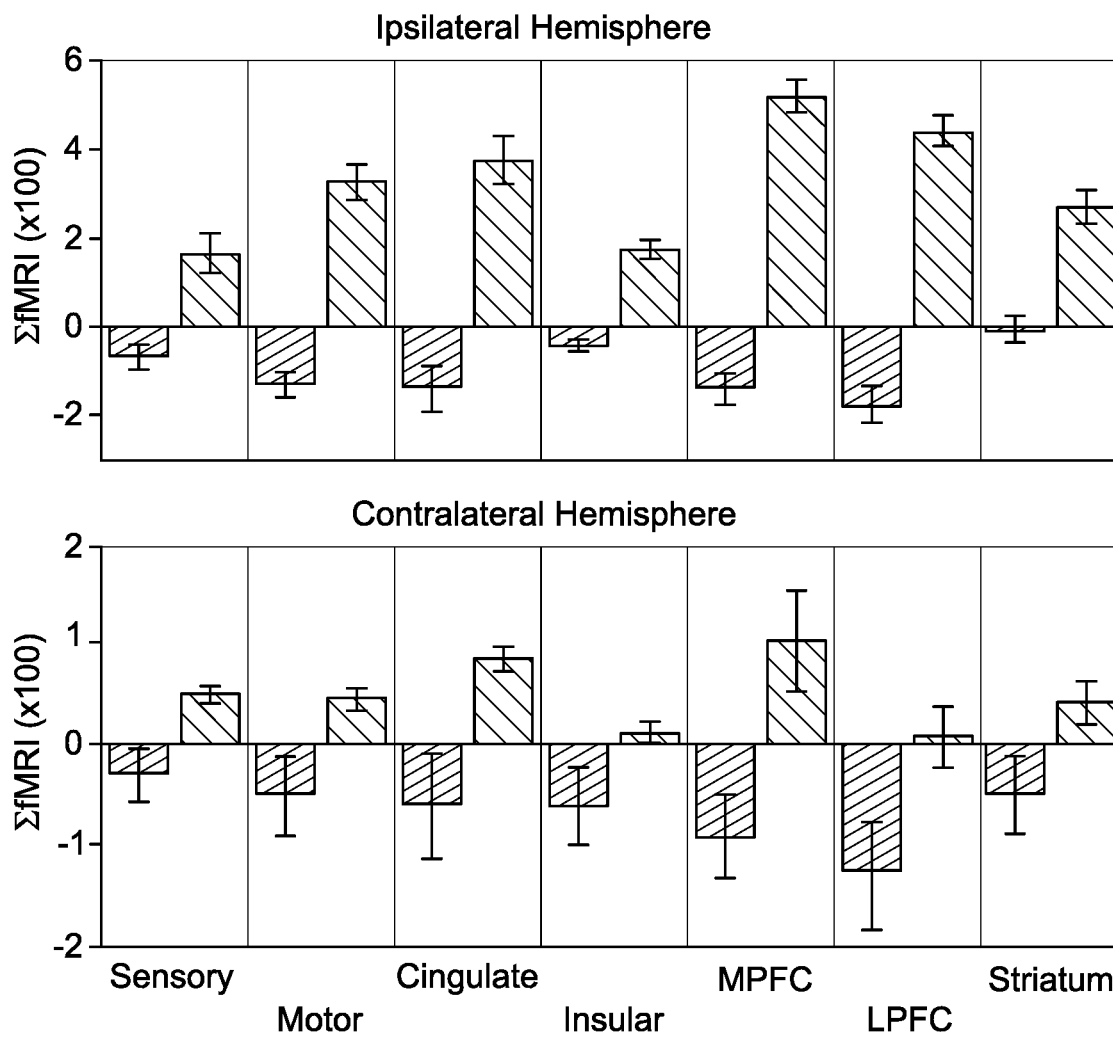 Ipsilateral Hemisphere
6
4
2
0
-2
ΣfMRI (x100)
Contralateral Hemisphere
2
1
0
-1
-2
ΣfMRI (x100)
Sensory Cingulate MPFC Striatum
Motor Insular LPFC